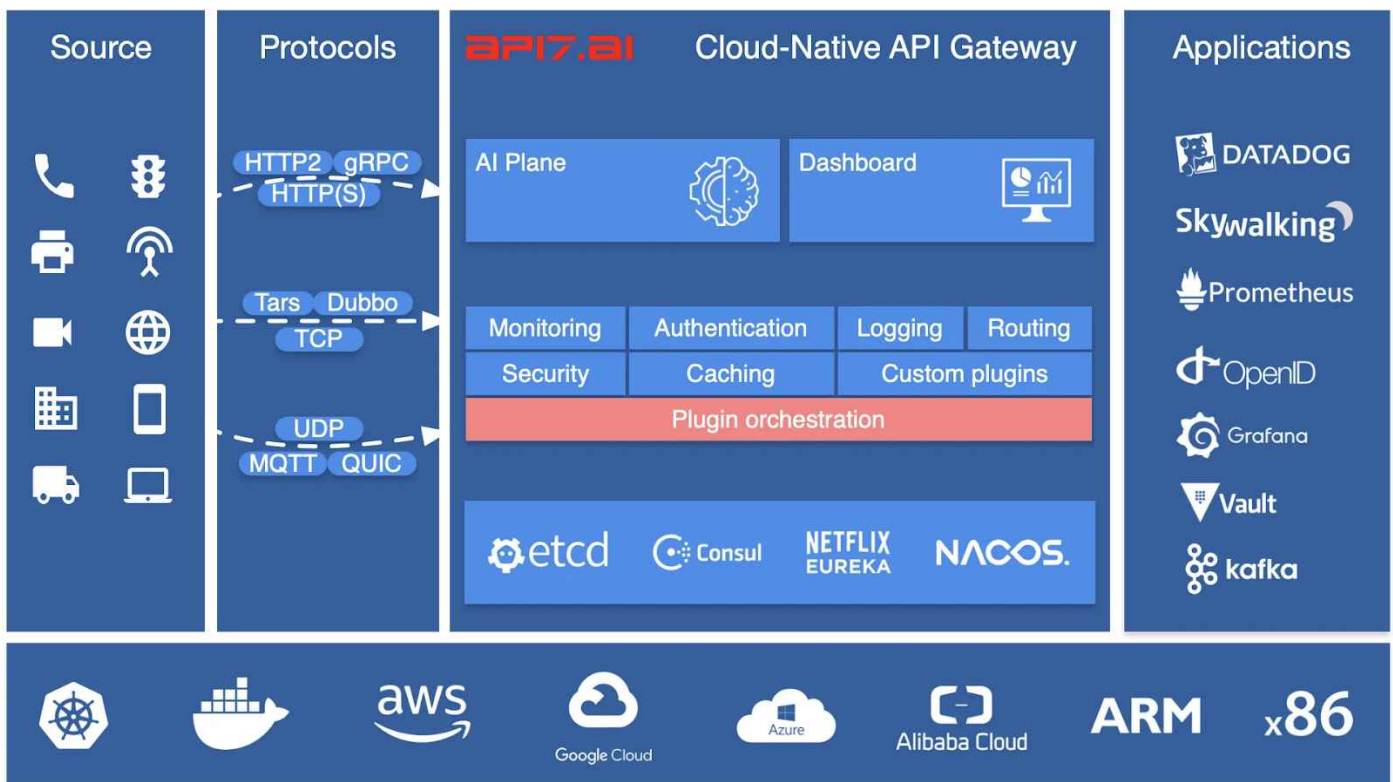 Source
Protocols
HTTP2 gRPC
HTTP(S)
Tars Dubbo
TCP
UDP
MQTT QUIC
API7.AI Cloud-Native API Gateway
AI Plane
Dashboard
Monitoring Authentication Logging Routing
Security Caching Custom plugins
Plugin orchestration
etcd Consul NETFLIX EUREKA NACOS.
Applications
DATADOG
Skywalking
Prometheus
OpenID
Grafana
Vault
kafka
aws
Google Cloud
Azure
Alibaba Cloud
ARM
x86